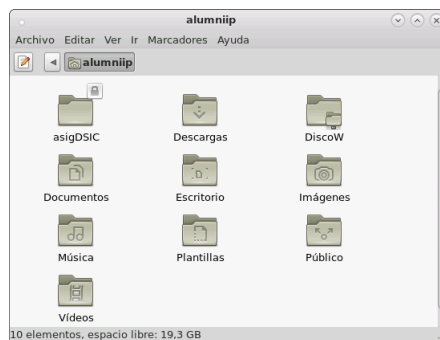 alumniip
Archivo Editar Ver Ir Marcadores Ayuda
alumniip
asigDSIC Descargas DiscoW
Documentos Escritorio Imágenes
Música Plantillas Público
Vídeos
10 elementos, espacio libre: 19,3 GB